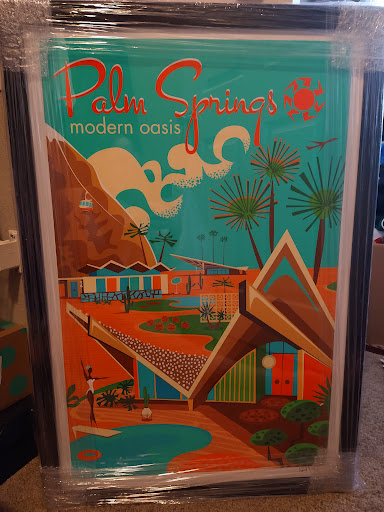 Palm Springs
modern oasis